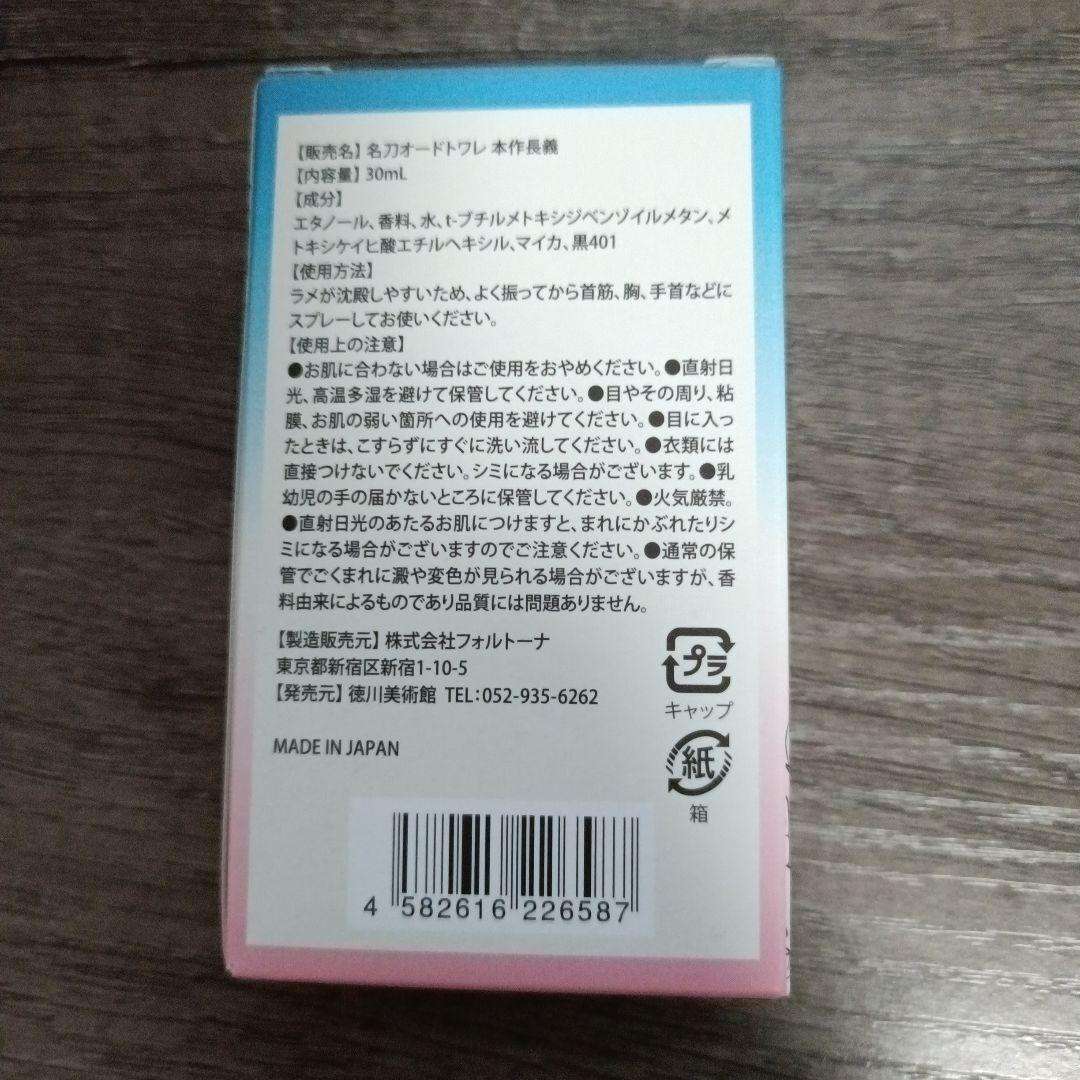 【販売名】名刀オードトワレ 本作長義
【内容量】30mL
【成分】
エタノール、香料、水、t-ブチルメトキシジベンゾイルメタン、メ
トキシケイヒ酸エチルヘキシル、マイカ、黒401
【使用方法】
ラメが沈殿しやすいため、よく振ってから首筋、胸、手首などに
スプレーしてお使いください。
【使用上の注意】
●お肌に合わない場合はご使用をおやめください。●直射日
光、高温多湿を避けて保管してください。●目やその周り、粘
膜、お肌の弱い箇所への使用を避けてください。●目に入っ
たときは、こすらずにすぐに洗い流してください。●衣類には
直接つけないでください。シミになる場合がございます。●乳
幼児の手の届かないところに保管してください。●火気厳禁。
●直射日光のあたるお肌につけますと、まれにかぶれたりシ
ミになる場合がございますのでご注意ください。●通常の保
管でごくまれに澱や変色が見られる場合がございますが、香
料由来によるものであり品質には問題ありません。
【製造販売元】株式会社フォルトーナ
東京都新宿区新宿1-10-5
【発売元】徳川美術館 TEL:052-935-6262
MADE IN JAPAN
プラ
キャップ
紙
箱
4 582616 226587